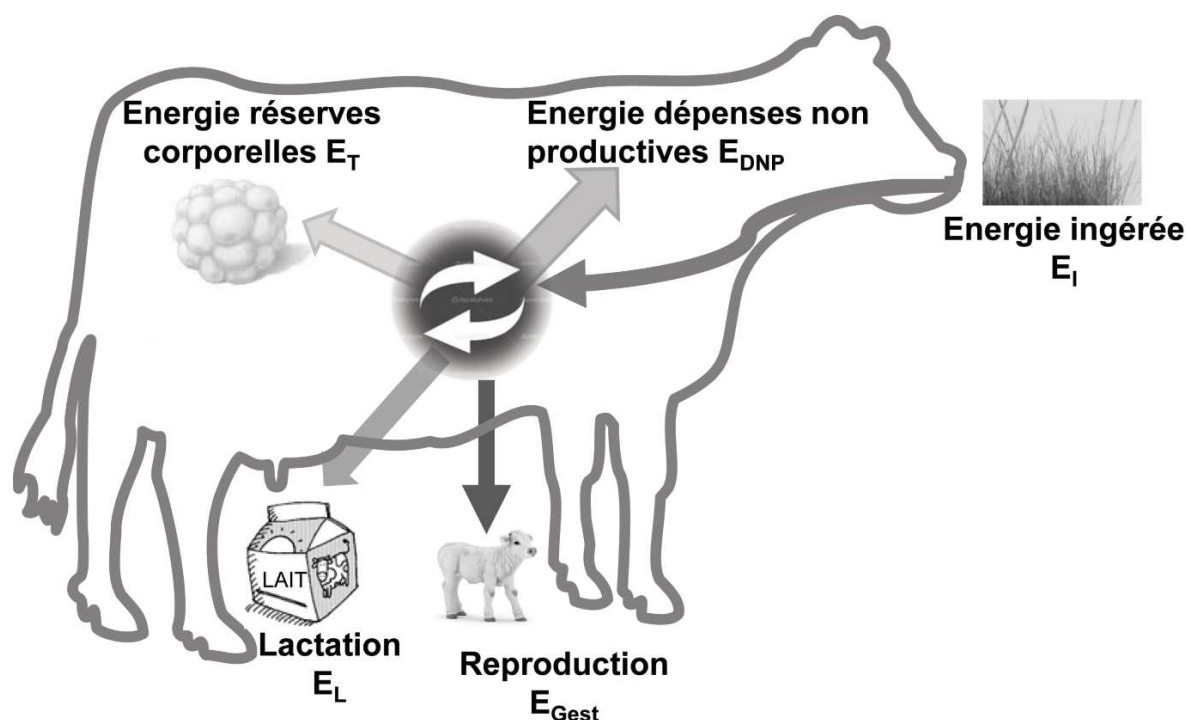 Energie réserves
corporelles E_T
Energie dépenses non
productives E_DNP
Energie ingérée
E_I
LAIT
Lactation
E_L
Reproduction
E_Gest